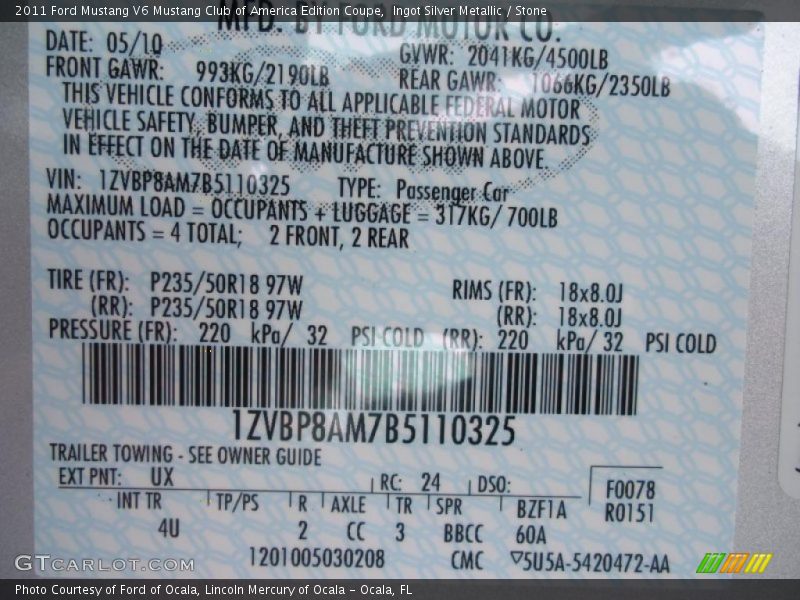 2011 Ford Mustang V6 Mustang Club of America Edition Coupe, Ingot Silver Metallic / Stone
MFD. BY FORD MOTOR CO.
DATE: 05/10 GVWR: 2041KG/4500LB
FRONT GAWR: 993KG/2190LB REAR GAWR: 1066KG/2350LB
THIS VEHICLE CONFORMS TO ALL APPLICABLE FEDERAL MOTOR
VEHICLE SAFETY, BUMPER, AND THEFT PREVENTION STANDARDS
IN EFFECT ON THE DATE OF MANUFACTURE SHOWN ABOVE.
VIN: 1ZVBP8AM7B5110325 TYPE: Passenger Car
MAXIMUM LOAD = OCCUPANTS + LUGGAGE = 317KG/ 700LB
OCCUPANTS = 4 TOTAL; 2 FRONT, 2 REAR
TIRE (FR): P235/50R18 97W RIMS (FR): 18x8.0J
(RR): P235/50R18 97W (RR): 18x8.0J
PRESSURE (FR): 220 kPa/ 32 PSI COLD (RR): 220 kPa/ 32 PSI COLD
1ZVBP8AM7B5110325
TRAILER TOWING - SEE OWNER GUIDE
EXT PNT: UX RC: 24 DSO: F0078
INT TR TP/PS R AXLE TR SPR BZF1A R0151
4U 2 CC 3 BBCC 60A
1201005030208 CMC ▽5U5A-5420472-AA
GTCARLOT.COM
Photo Courtesy of Ford of Ocala, Lincoln Mercury of Ocala - Ocala, FL